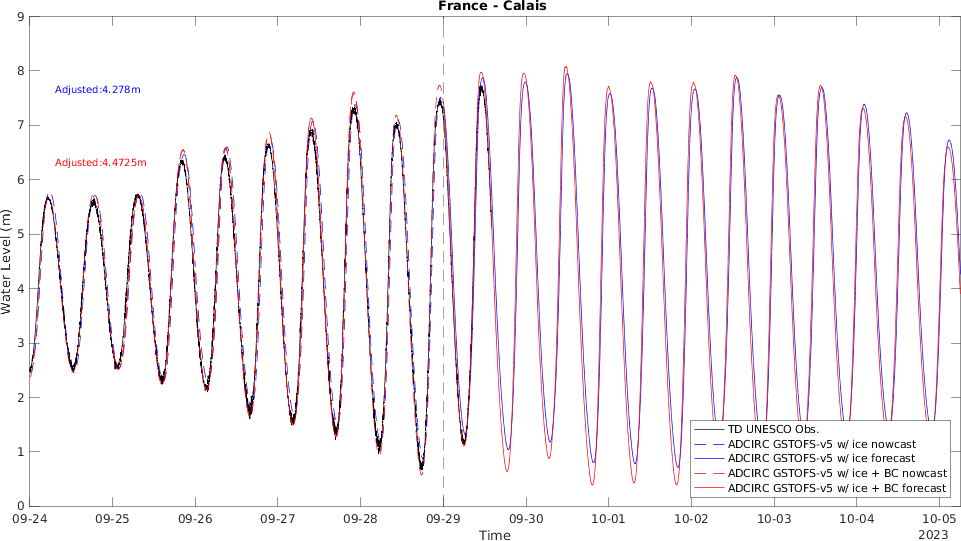 France - Calais
9
8
7
6
5
4
3
2
1
0
Water Level (m)
Adjusted:4.278m
Adjusted:4.4725m
TD UNESCO Obs.
ADCIRC GSTOFS-v5 w/ ice nowcast
ADCIRC GSTOFS-v5 w/ ice forecast
ADCIRC GSTOFS-v5 w/ ice + BC nowcast
ADCIRC GSTOFS-v5 w/ ice + BC forecast
09-24 09-25 09-26 09-27 09-28 09-29 09-30 10-01 10-02 10-03 10-04 10-05
Time
2023